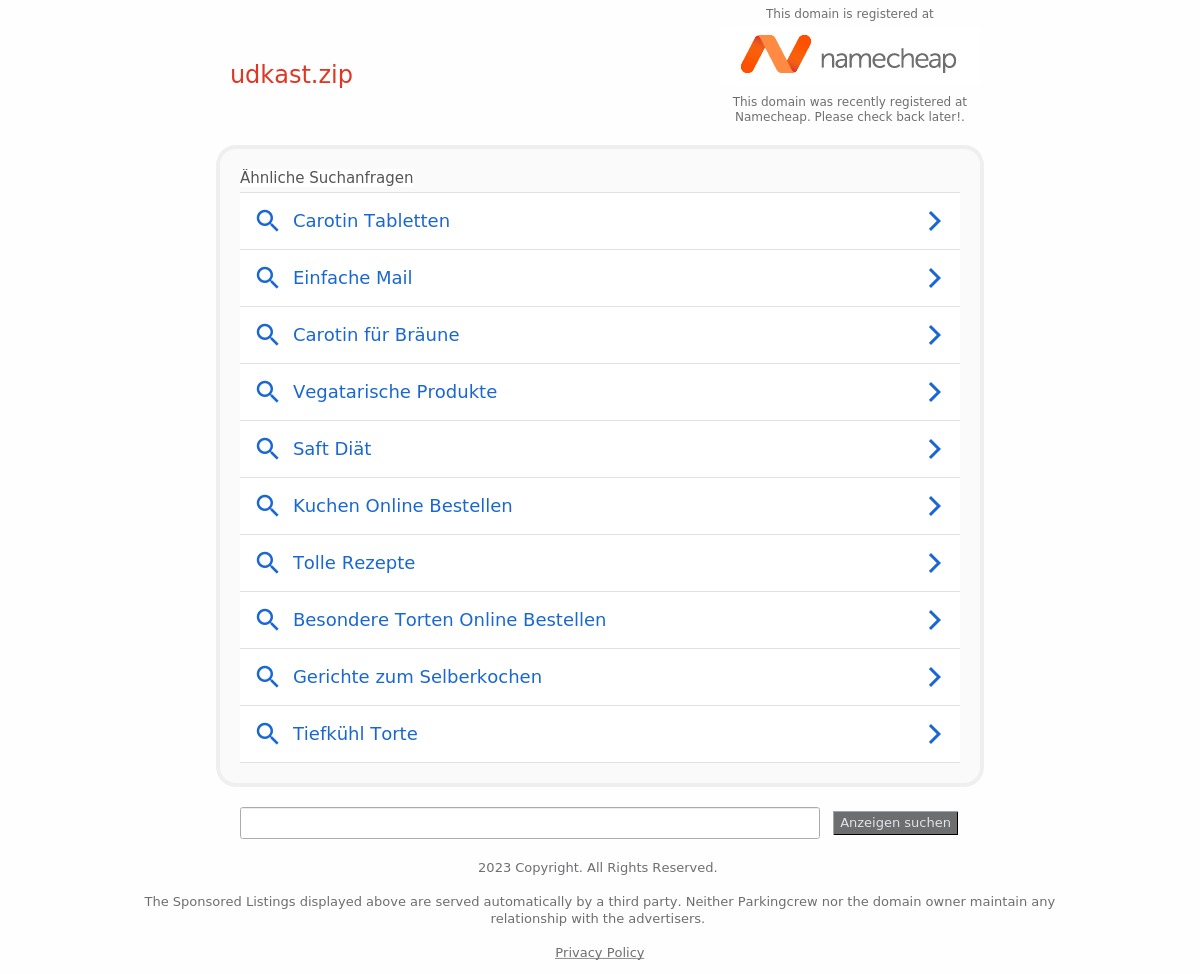 This domain is registered at
namecheap
udkast.zip
This domain was recently registered at
Namecheap. Please check back later!.
Ähnliche Suchanfragen
Carotin Tabletten
Einfache Mail
Carotin für Bräune
Vegatarische Produkte
Saft Diät
Kuchen Online Bestellen
Tolle Rezepte
Besondere Torten Online Bestellen
Gerichte zum Selberkochen
Tiefkühl Torte
Anzeigen suchen
2023 Copyright. All Rights Reserved.
The Sponsored Listings displayed above are served automatically by a third party. Neither Parkingcrew nor the domain owner maintain any
relationship with the advertisers.
Privacy Policy